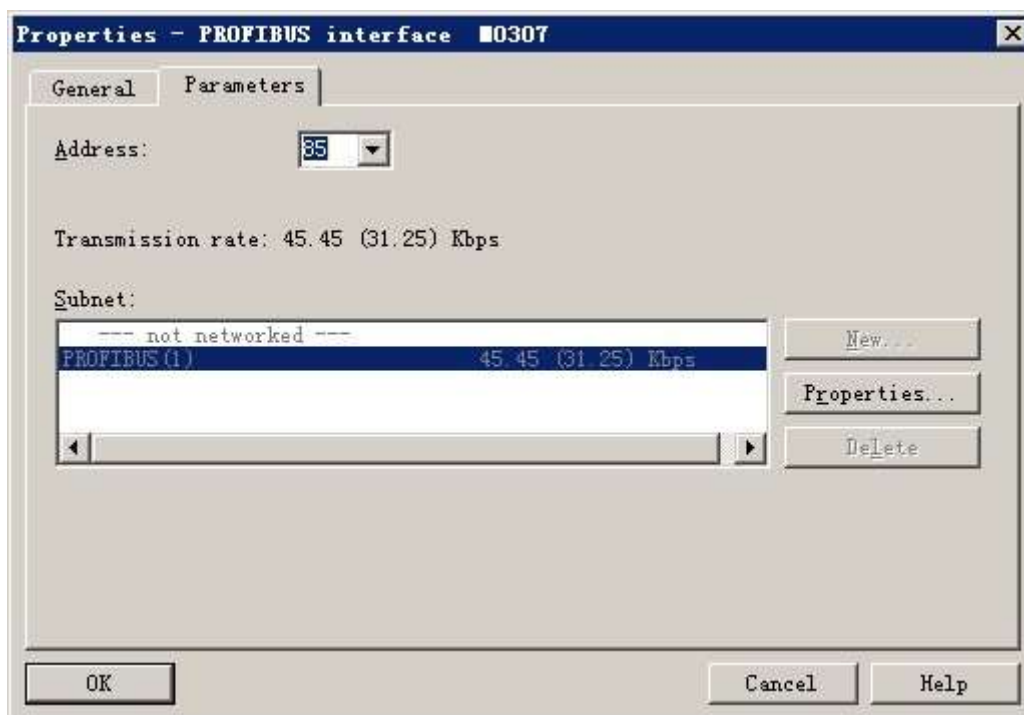 Properties - PROFIBUS interface ■0307
General Parameters
Address: 85
Transmission rate: 45.45 (31.25) Kbps
Subnet:
--- not networked ---
PROFIBUS(1) 45.45 (31.25) Kbps
New...
Properties...
Delete
OK Cancel Help